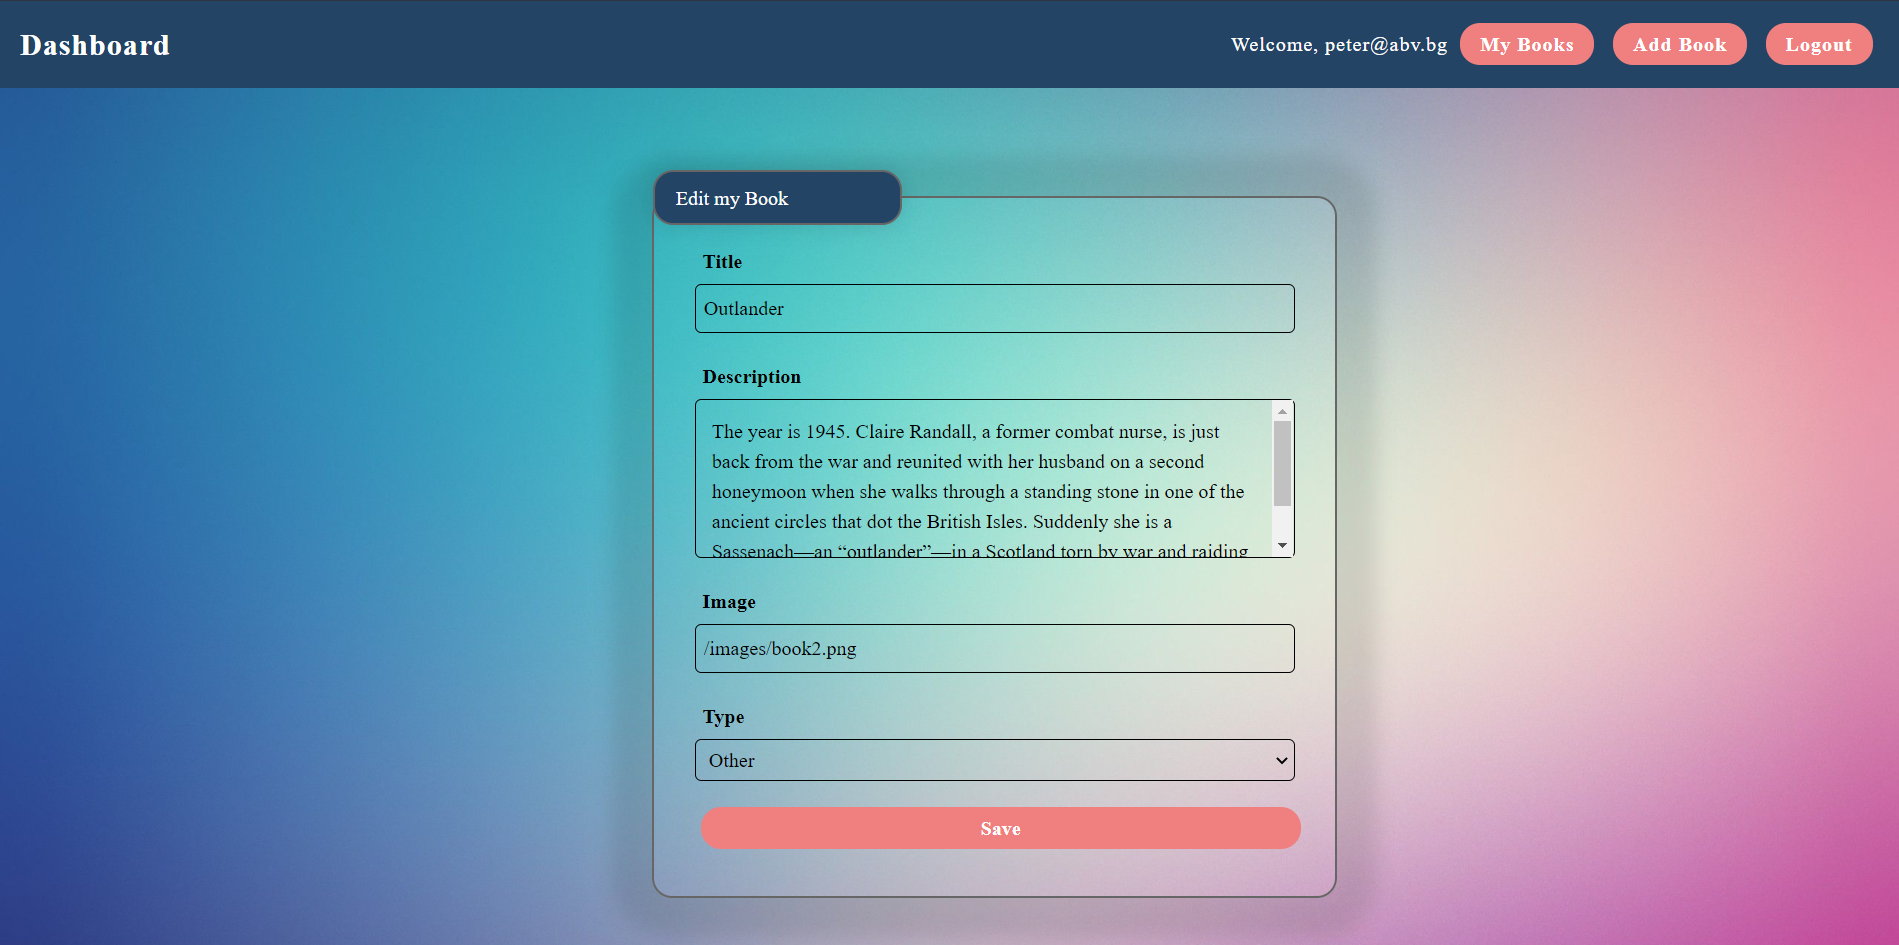 Dashboard
Welcome, peter@abv.bg
My Books
Add Book
Logout
Edit my Book
Title
Outlander
Description
The year is 1945. Claire Randall, a former combat nurse, is just
back from the war and reunited with her husband on a second
honeymoon when she walks through a standing stone in one of the
ancient circles that dot the British Isles. Suddenly she is a
Sassenach—an “outlander”—in a Scotland torn by war and raiding
Image
/images/book2.png
Type
Other
Save